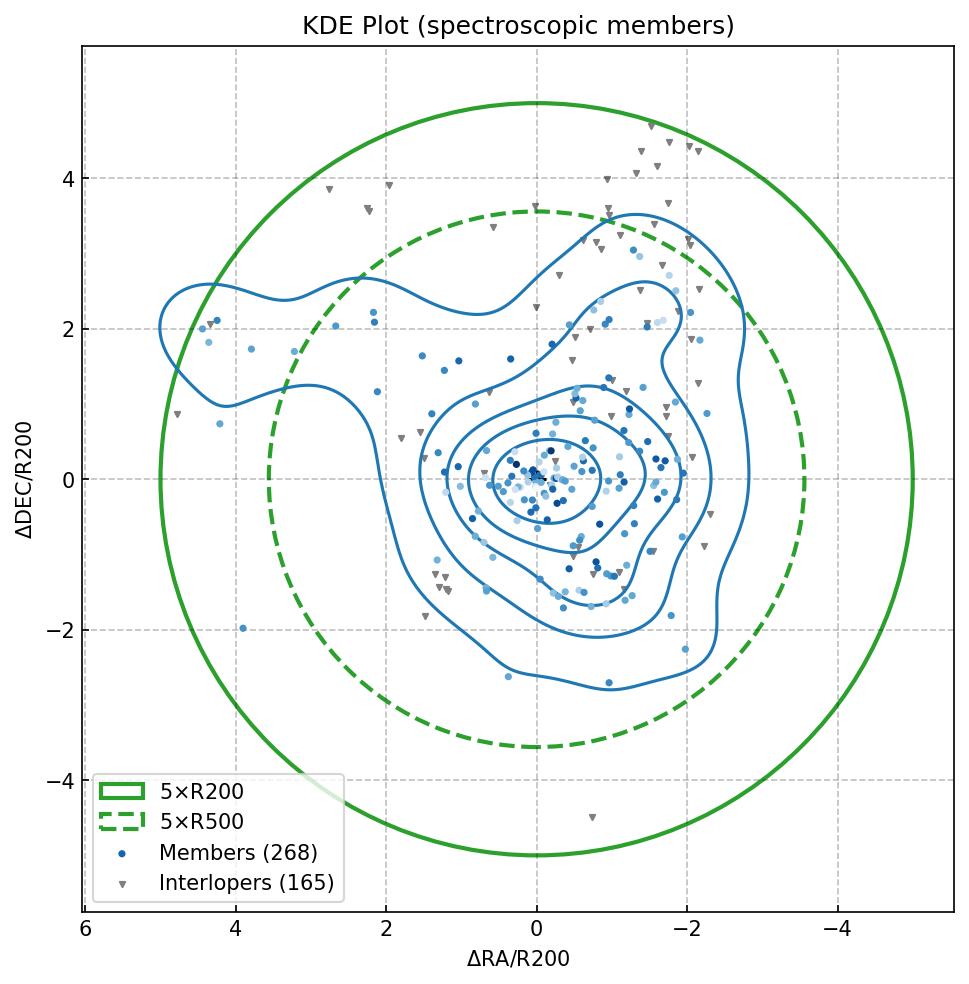 KDE Plot (spectroscopic members)
ΔDEC/R200
4
2
0
−2
−4
5×R200
5×R500
Members (268)
Interlopers (165)
6 4 2 0 −2 −4
ΔRA/R200